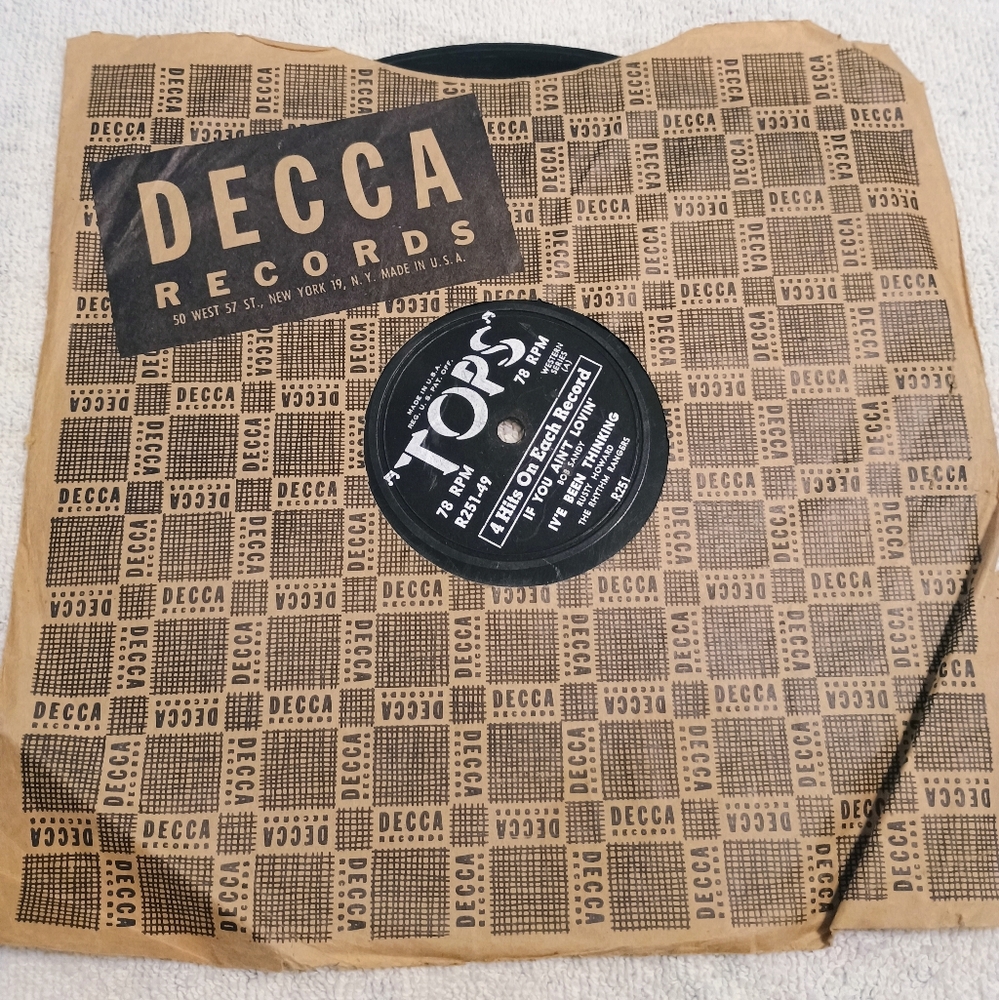 DECCA
RECORDS
50 WEST 57 ST., NEW YORK 19, N.Y. MADE IN U.S.A.
MADE IN U.S.A.
REG. U.S. PAT. OFF.
TOPS
78 RPM
R251-49
78 RPM
WESTERN
SERIES
(A)
4 Hits On Each Record
IF YOU AIN'T LOVIN'
BOB SANDY
IV'E BEEN THINKING
RUSTY HOWARD
THE RHYTHM RANGERS
R251
DECCA
RECORDS